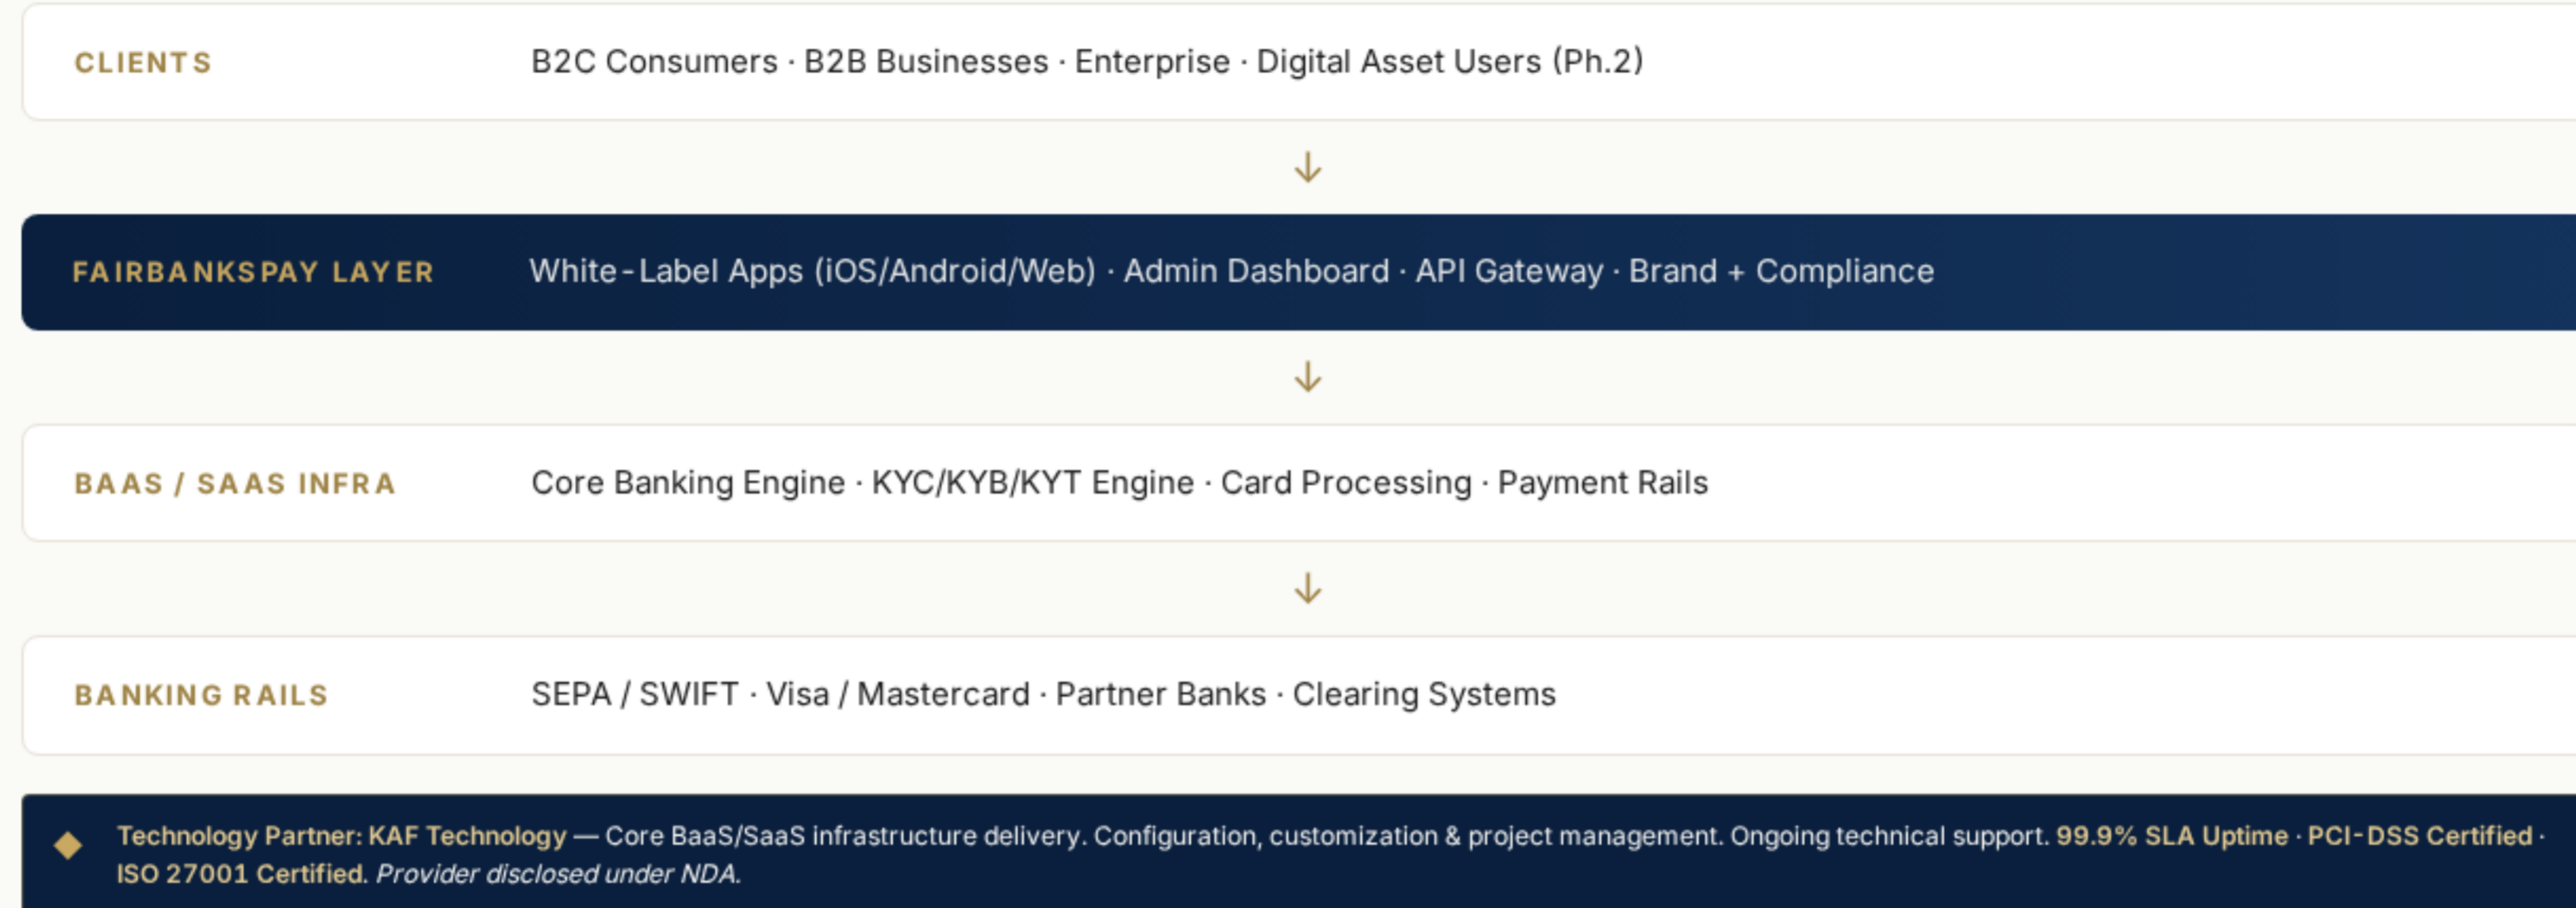 CLIENTS
B2C Consumers · B2B Businesses · Enterprise · Digital Asset Users (Ph.2)
↓
FAIRBANKSPAY LAYER
White-Label Apps (iOS/Android/Web) · Admin Dashboard · API Gateway · Brand + Compliance
↓
BAAS / SAAS INFRA
Core Banking Engine · KYC/KYB/KYT Engine · Card Processing · Payment Rails
↓
BANKING RAILS
SEPA / SWIFT · Visa / Mastercard · Partner Banks · Clearing Systems
Technology Partner: KAF Technology — Core BaaS/SaaS infrastructure delivery. Configuration, customization & project management. Ongoing technical support. 99.9% SLA Uptime · PCI-DSS Certified ·
ISO 27001 Certified. Provider disclosed under NDA.